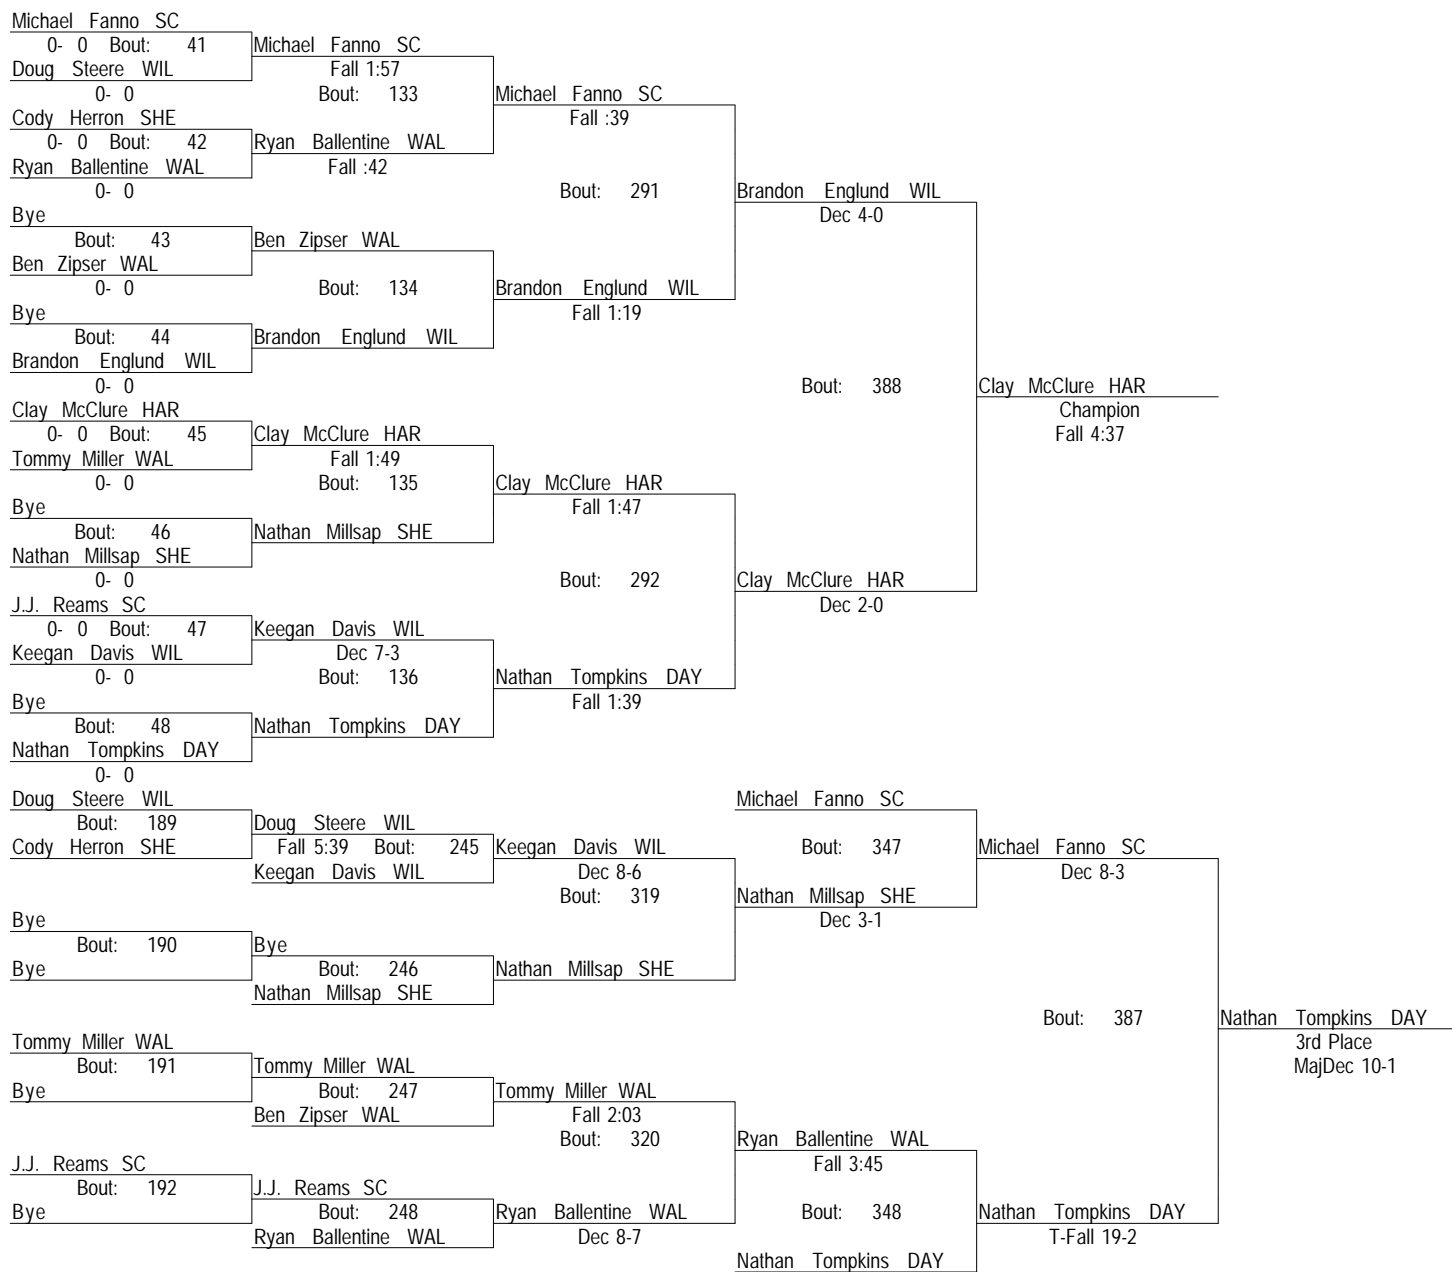 Michael Fanno SC
0- 0 Bout: 41 Michael Fanno SC
Doug Steere WIL Fall 1:57
0- 0 Bout: 133 Michael Fanno SC
Cody Herron SHE Fall :39
0- 0 Bout: 42 Ryan Ballentine WAL
Ryan Ballentine WAL Fall :42
0- 0 Bout: 291 Brandon Englund WIL
Bye Dec 4-0
Bout: 43 Ben Zipser WAL
Ben Zipser WAL
0- 0 Bout: 134 Brandon Englund WIL
Bye Fall 1:19
Bout: 44 Brandon Englund WIL
Brandon Englund WIL
0- 0 Bout: 388 Clay McClure HAR
Clay McClure HAR Champion
0- 0 Bout: 45 Clay McClure HAR Fall 4:37
Tommy Miller WAL Fall 1:49
0- 0 Bout: 135 Clay McClure HAR
Bye Fall 1:47
Bout: 46 Nathan Millsap SHE
Nathan Millsap SHE
0- 0 Bout: 292 Clay McClure HAR
J.J. Reams SC Dec 2-0
0- 0 Bout: 47 Keegan Davis WIL
Keegan Davis WIL Dec 7-3
0- 0 Bout: 136 Nathan Tompkins DAY
Bye Fall 1:39
Bout: 48 Nathan Tompkins DAY
Nathan Tompkins DAY
0- 0
Doug Steere WIL Michael Fanno SC
Bout: 189 Doug Steere WIL
Cody Herron SHE Fall 5:39 Bout: 245 Keegan Davis WIL Bout: 347 Michael Fanno SC
Keegan Davis WIL Dec 8-6 Dec 8-3
Bout: 319 Nathan Millsap SHE
Bye Dec 3-1
Bout: 190 Bye
Bye Bout: 246 Nathan Millsap SHE
Nathan Millsap SHE
Bout: 387 Nathan Tompkins DAY
Tommy Miller WAL 3rd Place
Bout: 191 Tommy Miller WAL MajDec 10-1
Bye Bout: 247 Tommy Miller WAL
Ben Zipser WAL Fall 2:03
Bout: 320 Ryan Ballentine WAL
J.J. Reams SC Fall 3:45
Bout: 192 J.J. Reams SC
Bye Bout: 248 Ryan Ballentine WAL Bout: 348 Nathan Tompkins DAY
Ryan Ballentine WAL Dec 8-7 T-Fall 19-2
Nathan Tompkins DAY